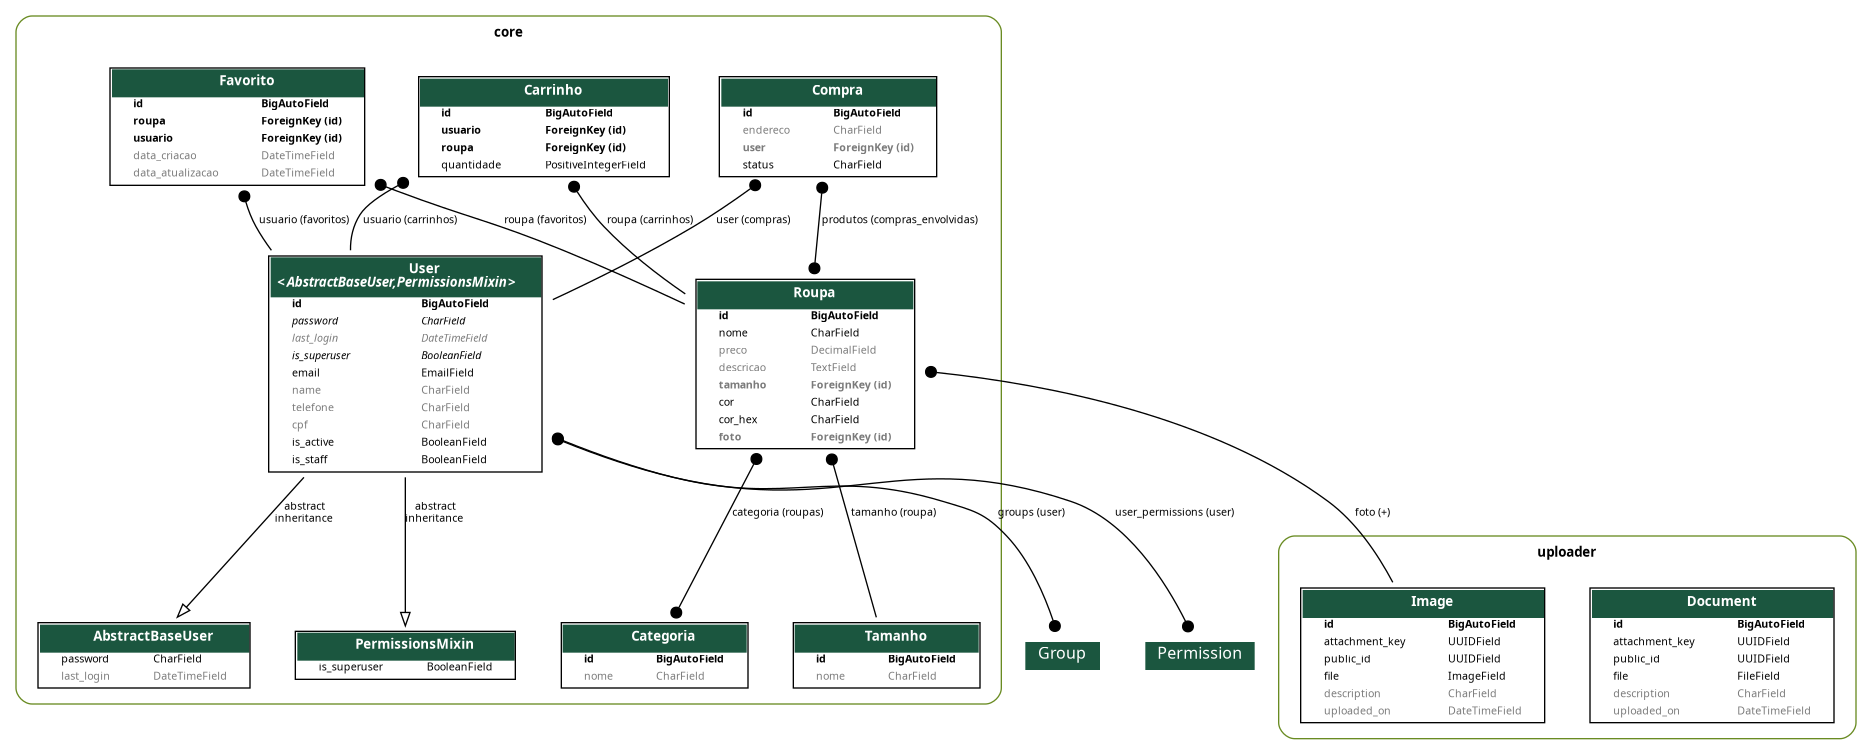 core
Favorito
id BigAutoField
roupa ForeignKey (id)
usuario ForeignKey (id)
data_criacao DateTimeField
data_atualizacao DateTimeField
Carrinho
id BigAutoField
usuario ForeignKey (id)
roupa ForeignKey (id)
quantidade PositiveIntegerField
Compra
id BigAutoField
endereco CharField
user ForeignKey (id)
status CharField
usuario (favoritos)
usuario (carrinhos)
roupa (favoritos)
roupa (carrinhos)
user (compras)
produtos (compras_envolvidas)
User
<AbstractBaseUser,PermissionsMixin>
id BigAutoField
password CharField
last_login DateTimeField
is_superuser BooleanField
email EmailField
name CharField
telefone CharField
cpf CharField
is_active BooleanField
is_staff BooleanField
Roupa
id BigAutoField
nome CharField
preco DecimalField
descricao TextField
tamanho ForeignKey (id)
cor CharField
cor_hex CharField
foto ForeignKey (id)
abstract
inheritance
abstract
inheritance
categoria (roupas)
tamanho (roupa)
groups (user)
user_permissions (user)
foto (+)
AbstractBaseUser
password CharField
last_login DateTimeField
PermissionsMixin
is_superuser BooleanField
Categoria
id BigAutoField
nome CharField
Tamanho
id BigAutoField
nome CharField
Group
Permission
uploader
Image
id BigAutoField
attachment_key UUIDField
public_id UUIDField
file ImageField
description CharField
uploaded_on DateTimeField
Document
id BigAutoField
attachment_key UUIDField
public_id UUIDField
file FileField
description CharField
uploaded_on DateTimeField